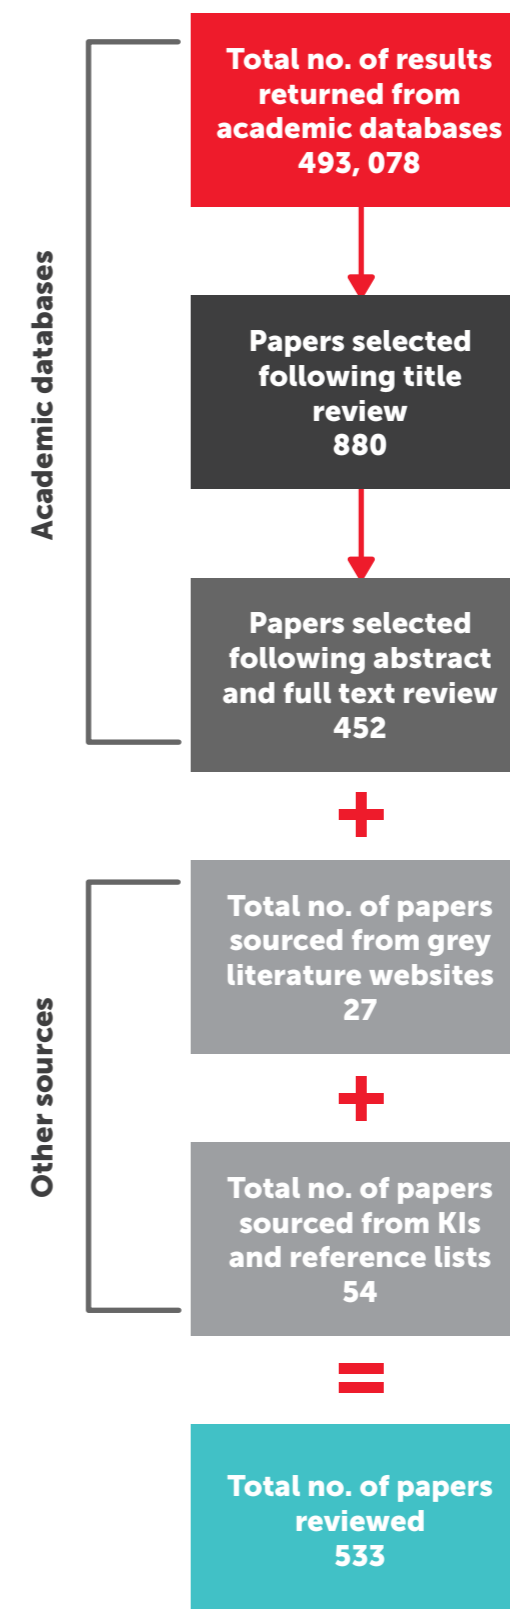 Academic databases
Total no. of results
returned from
academic databases
493, 078
Papers selected
following title
review
880
Papers selected
following abstract
and full text review
452
+
Other sources
Total no. of papers
sourced from grey
literature websites
27
+
Total no. of papers
sourced from KIs
and reference lists
54
=
Total no. of papers
reviewed
533